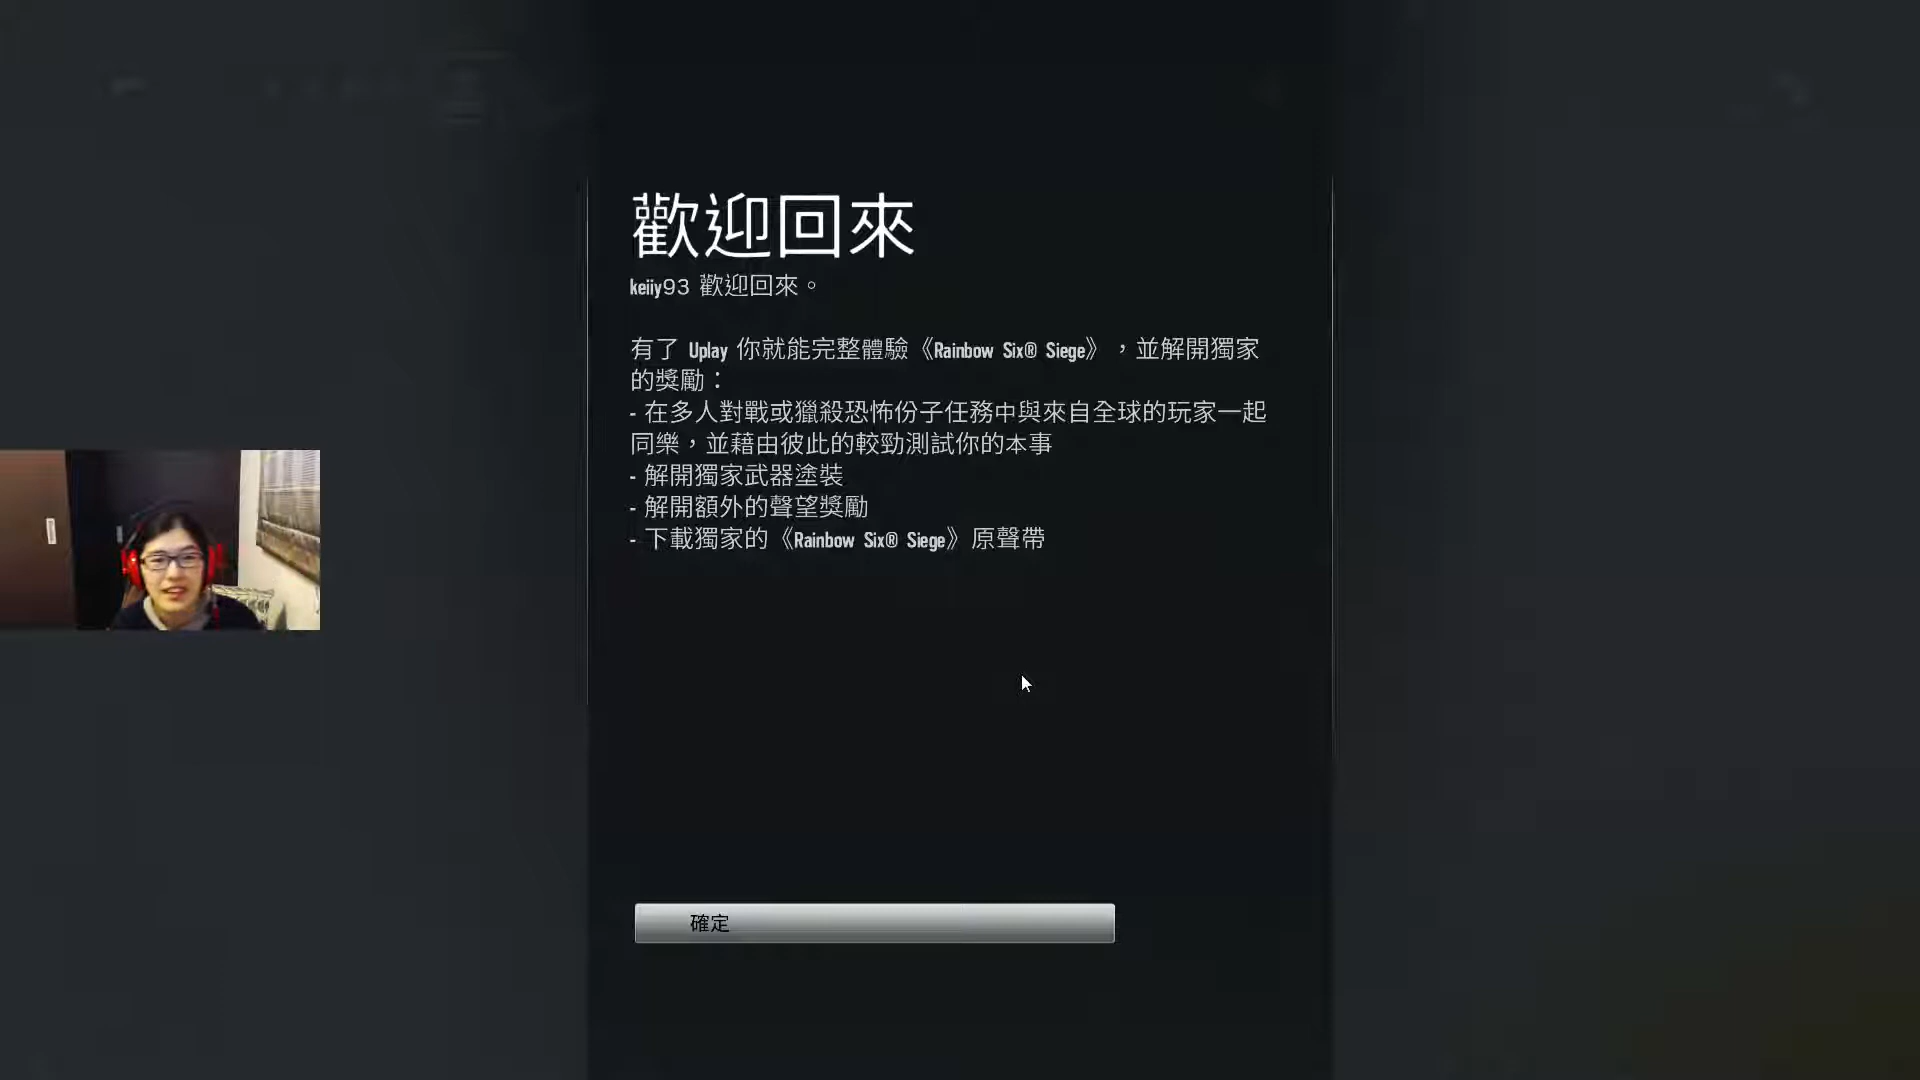 歡迎回來
keiiy93 歡迎回來。
有了 Uplay 你就能完整體驗《Rainbow Six® Siege》，並解開獨家
的獎勵：
- 在多人對戰或獵殺恐怖份子任務中與來自全球的玩家一起
同樂，並藉由彼此的較勁測試你的本事
- 解開獨家武器塗裝
- 解開額外的聲望獎勵
- 下載獨家的《Rainbow Six® Siege》原聲帶
確定